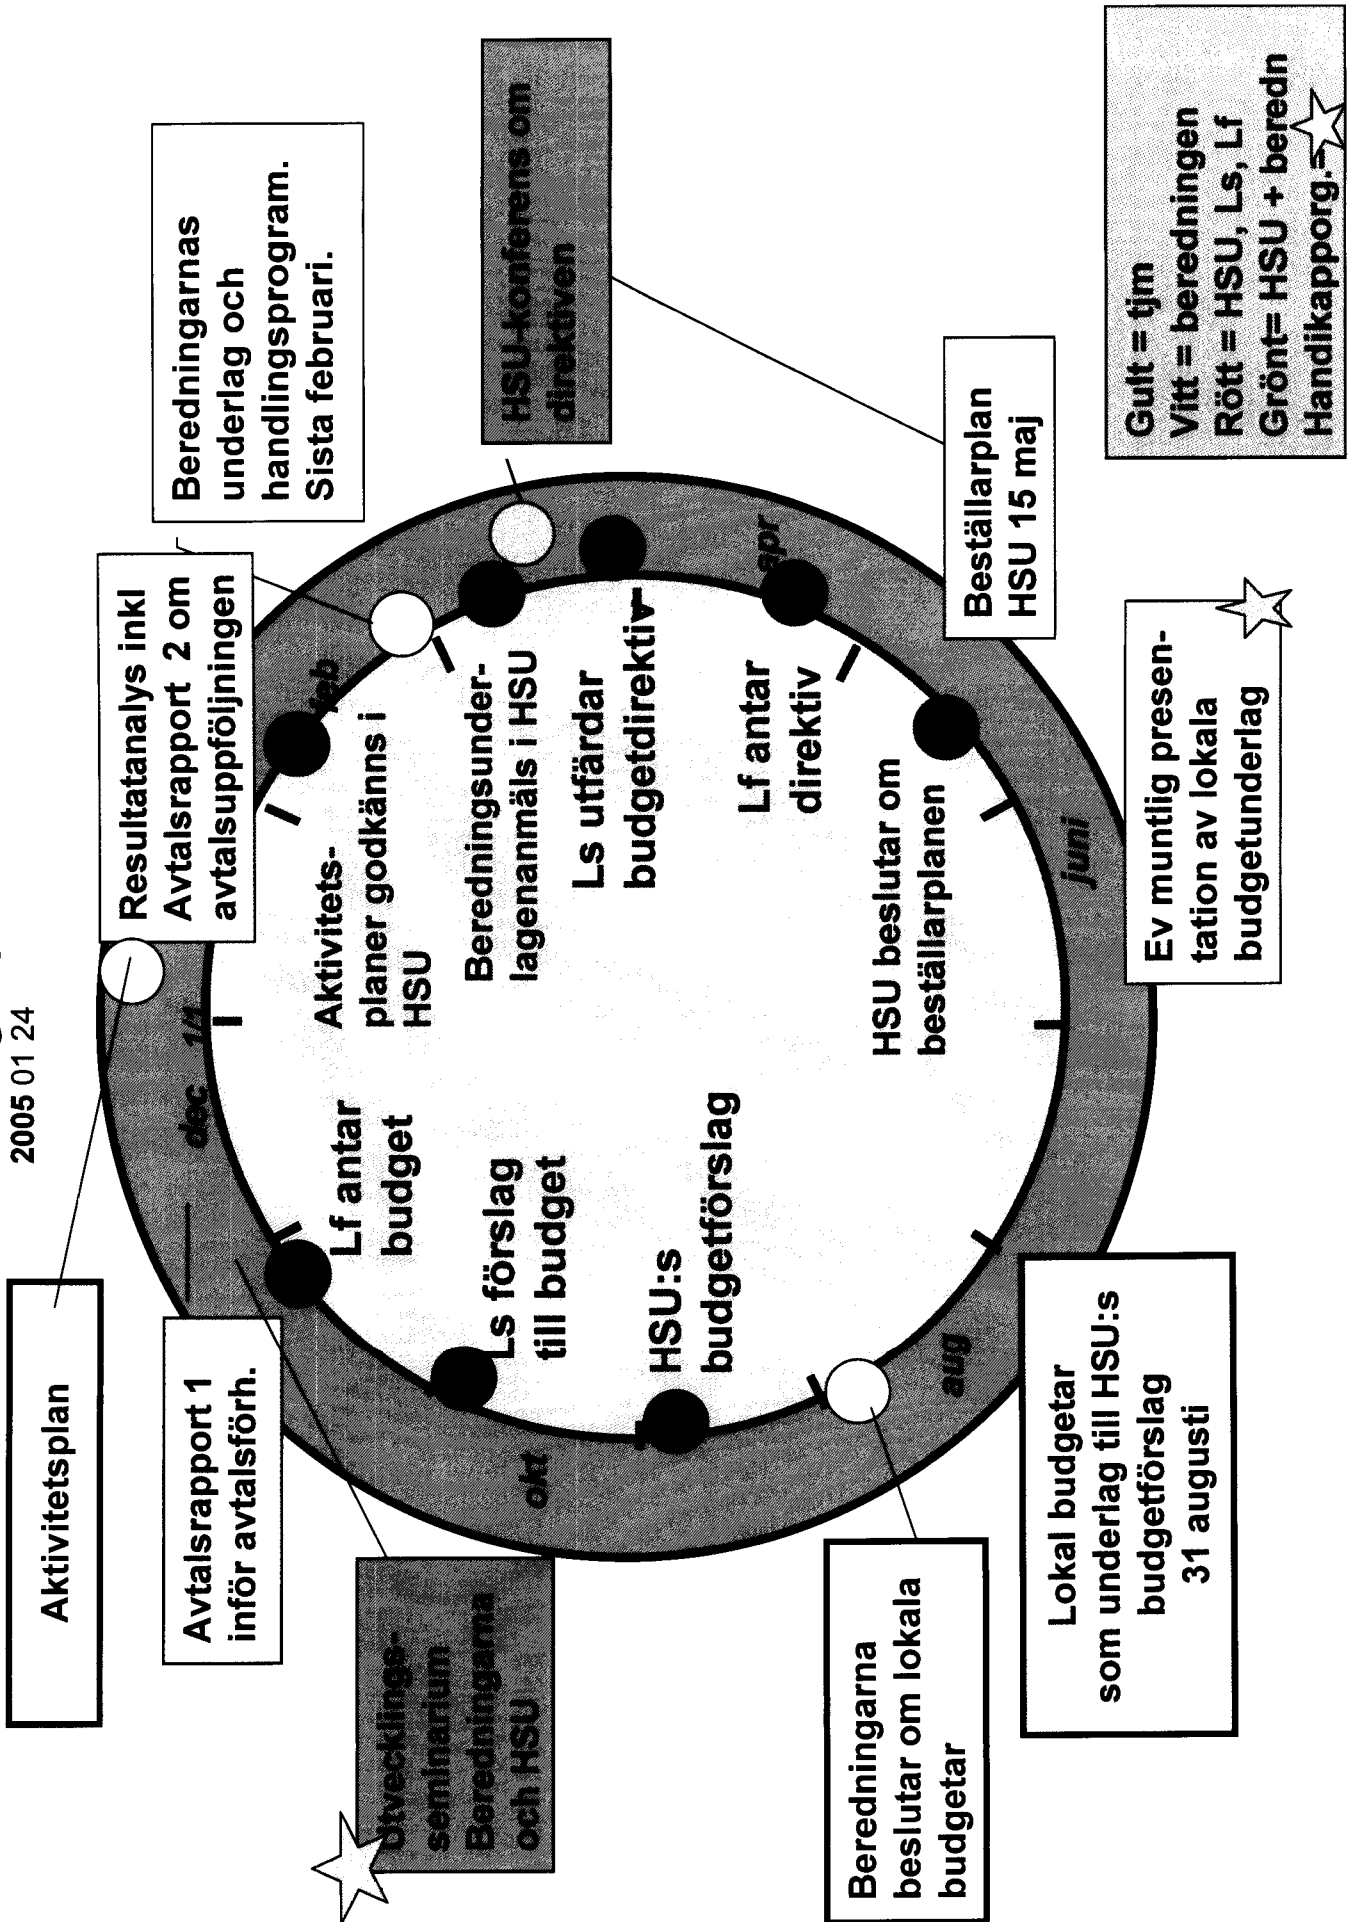 2005 01 24
Aktivitetsplan
Resultatanalys inkl
Avtalsrapport 2 om
avtalsuppföljningen
Beredningarnas
underlag och
handlingsprogram.
Sista februari.
Avtalsrapport 1
inför avtalsförh.
dec
1/1
feb
Lf antar
budget
Aktivitets-
planer godkänns i
HSU
Utvecklings-
seminarium
Beredningarna
och HSU
Ls förslag
till budget
Beredningsunder-
lagenanmäls i HSU
HSU-konferens om
direktiven
okt
Ls utfärdar
budgetdirektiv
HSU:s
budgetförslag
Lf antar
direktiv
apr
Beredningarna
beslutar om lokala
budgetar
aug
HSU beslutar om
beställarplanen
Beställarplan
HSU 15 maj
juni
Lokal budgetar
som underlag till HSU:s
budgetförslag
31 augusti
Ev muntlig presen-
tation av lokala
budgetunderlag
Gult = tjm
Vitt = beredningen
Rött = HSU, Ls, Lf
Grönt= HSU + beredn
Handikapporg.=